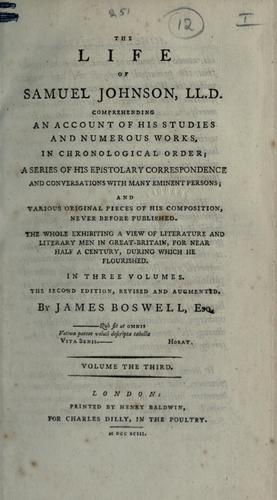 251
12
I
THE
LIFE
OF
SAMUEL JOHNSON, LL.D.
COMPREHENDING
AN ACCOUNT OF HIS STUDIES
AND NUMEROUS WORKS,
IN CHRONOLOGICAL ORDER;
A SERIES OF HIS EPISTOLARY CORRESPONDENCE
AND CONVERSATIONS WITH MANY EMINENT PERSONS;
AND
VARIOUS ORIGINAL PIECES OF HIS COMPOSITION,
NEVER BEFORE PUBLISHED.
THE WHOLE EXHIBITING A VIEW OF LITERATURE AND
LITERARY MEN IN GREAT-BRITAIN, FOR NEAR
HALF A CENTURY, DURING WHICH HE
FLOURISHED.
IN THREE VOLUMES.
THE SECOND EDITION, REVISED AND AUGMENTED.
BY JAMES BOSWELL, Esq.
——Quò fit ut OMNIS
Votiva pateat veluti descripta tabella
VITA SENIS.—— HORAT.
VOLUME THE THIRD.
LONDON:
PRINTED BY HENRY BALDWIN,
FOR CHARLES DILLY, IN THE POULTRY.
M DCC XCIII.